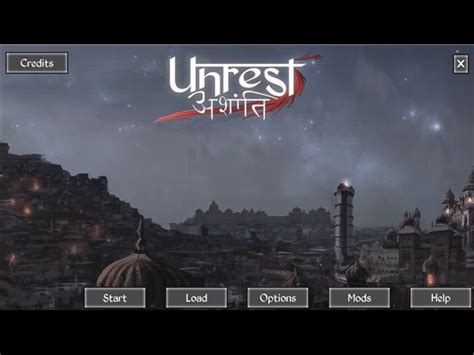 Credits
X
Unrest
अशांति
Start
Load
Options
Mods
Help